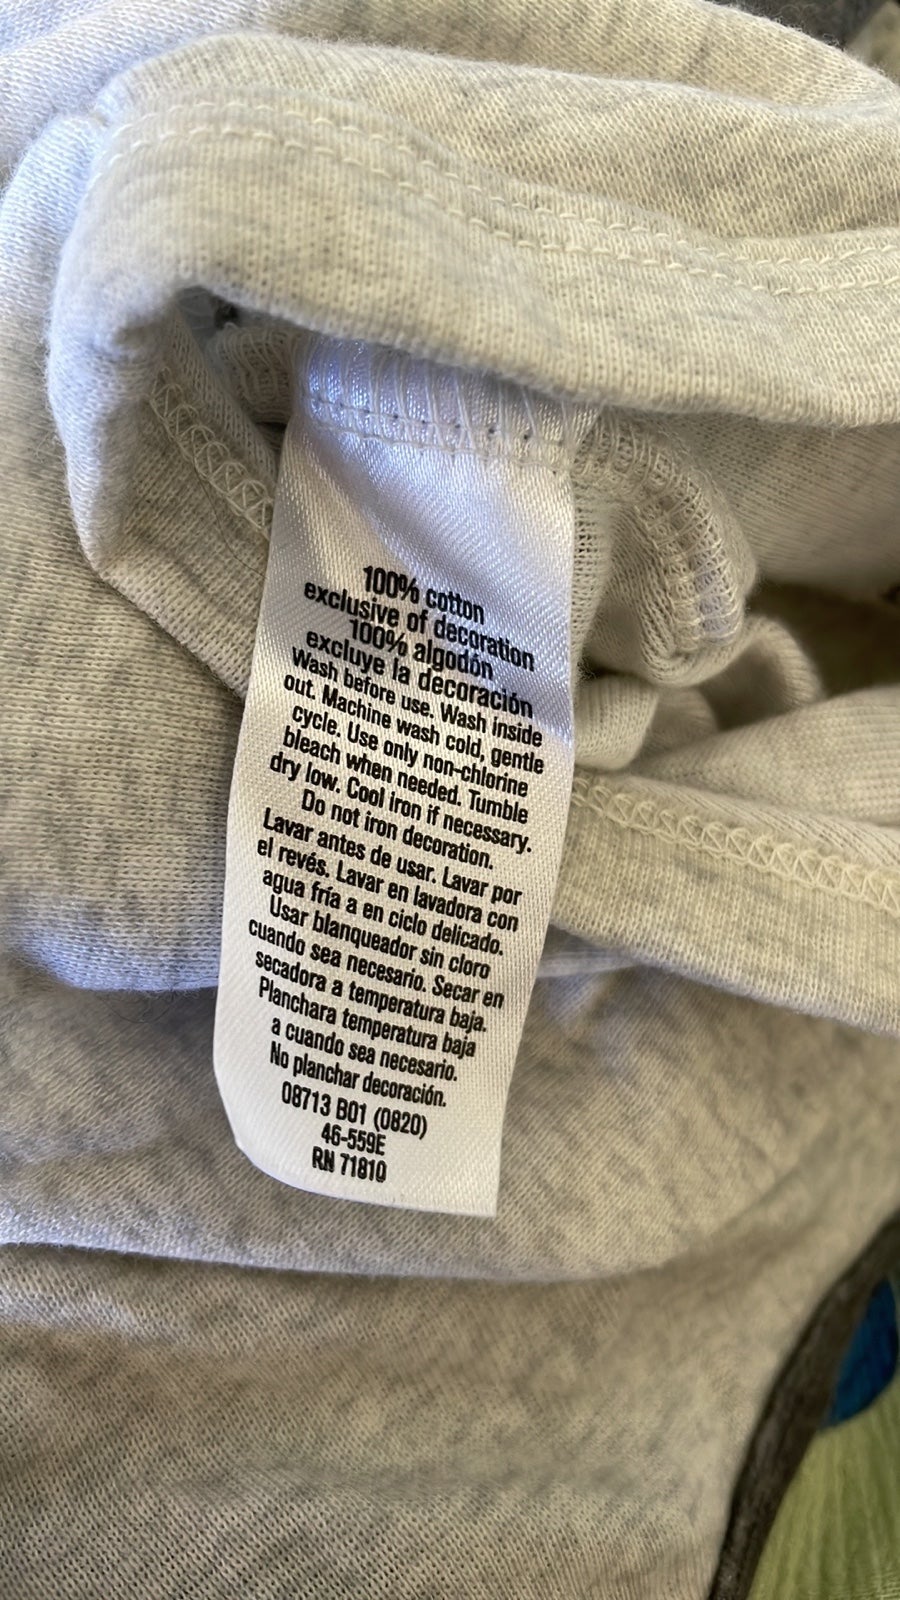 100% cotton
exclusive of decoration
100% algodón
excluye la decoración
Wash before use. Wash inside
out. Machine wash cold, gentle
cycle. Use only non-chlorine
bleach when needed. Tumble
dry low. Cool iron if necessary.
Do not iron decoration.
Lavar antes de usar. Lavar por
el revés. Lavar en lavadora con
agua fría a en ciclo delicado.
Usar blanqueador sin cloro
cuando sea necesario. Secar en
secadora a temperatura baja.
Planchara temperatura baja
a cuando sea necesario.
No planchar decoración.
08713 B01 (0820)
46-559E
RN 71810